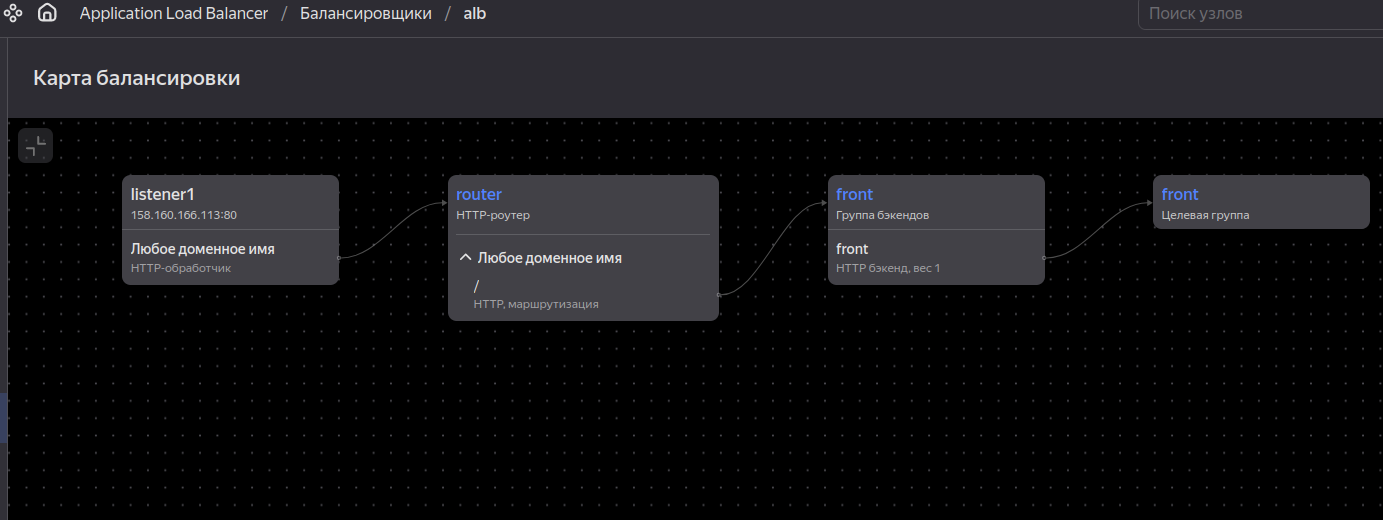 Application Load Balancer / Балансировщики / alb
Поиск узлов
Карта балансировки
listener1
158.160.166.113:80
Любое доменное имя
HTTP-обработчик
router
HTTP-роутер
Любое доменное имя
/
HTTP, маршрутизация
front
Группа бэкендов
front
HTTP бэкенд, вес 1
front
Целевая группа